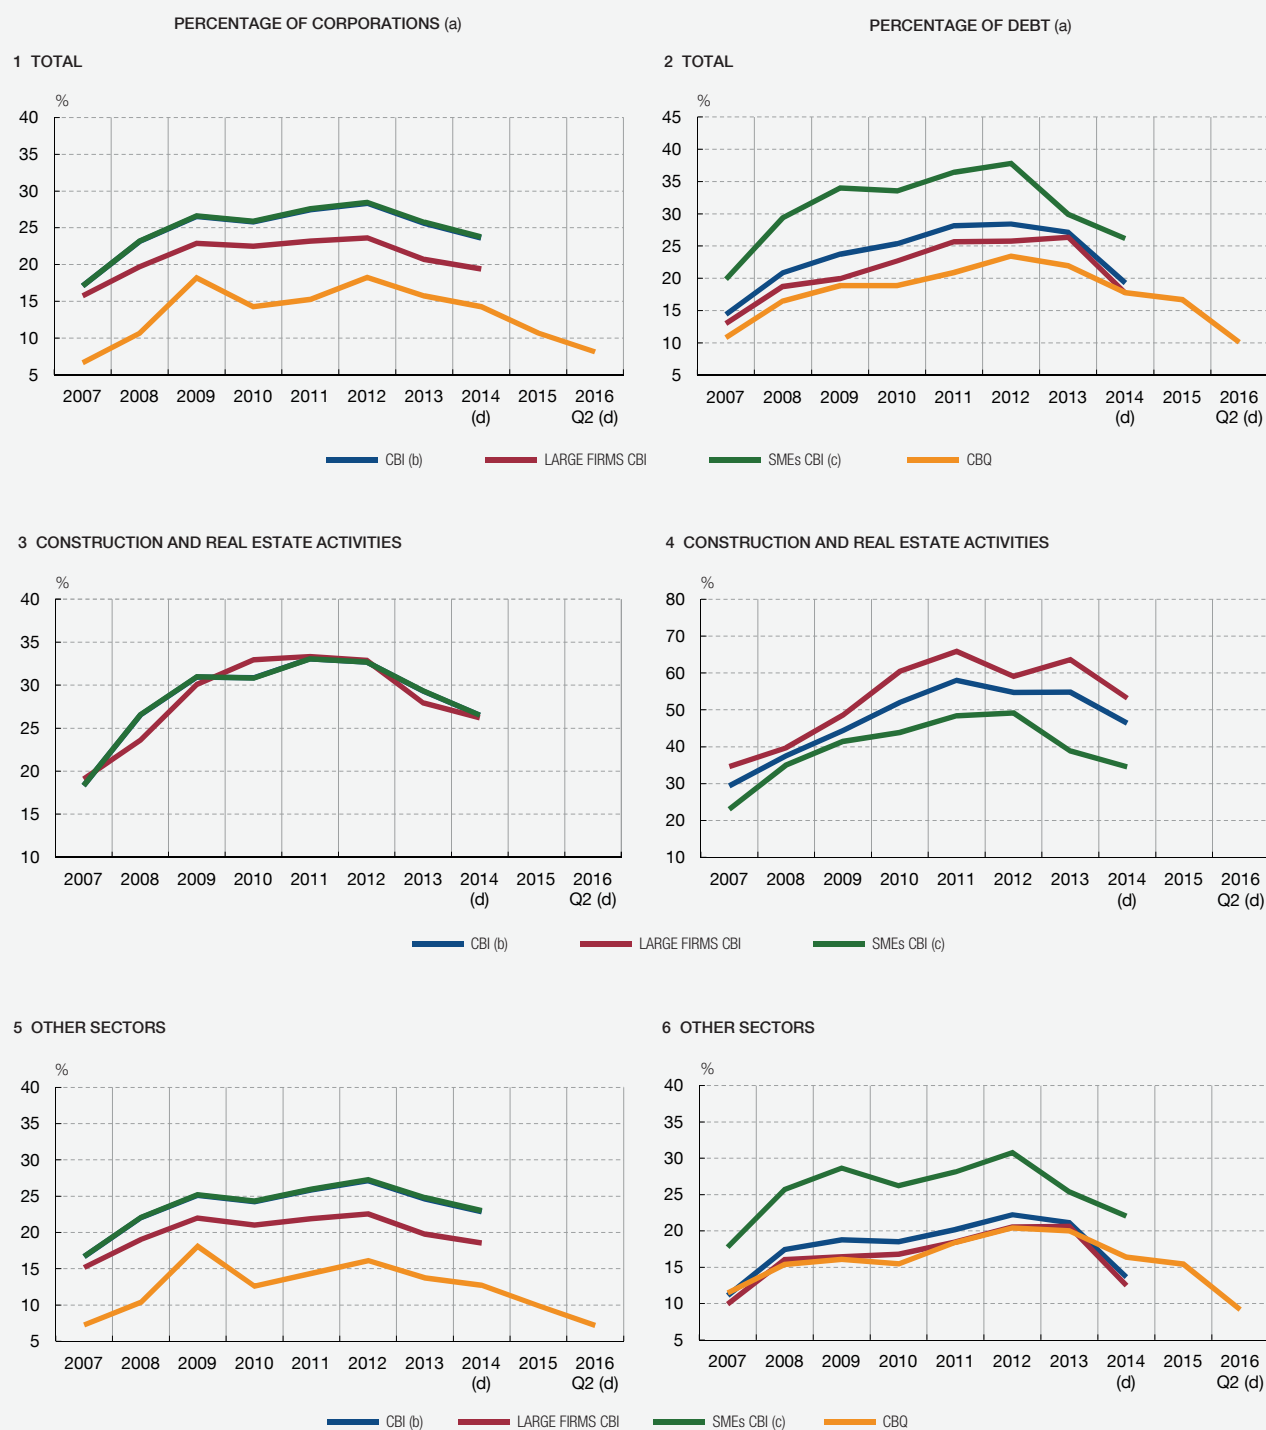 PERCENTAGE OF CORPORATIONS (a)
PERCENTAGE OF DEBT (a)
1 TOTAL
%
40
35
30
25
20
15
10
5
2007 2008 2009 2010 2011 2012 2013 2014 2015 2016
(d) Q2 (d)
2 TOTAL
%
45
40
35
30
25
20
15
10
5
2007 2008 2009 2010 2011 2012 2013 2014 2015 2016
(d) Q2 (d)
CBI (b) LARGE FIRMS CBI SMEs CBI (c) CBQ
3 CONSTRUCTION AND REAL ESTATE ACTIVITIES
%
40
35
30
25
20
15
10
2007 2008 2009 2010 2011 2012 2013 2014 2015 2016
(d) Q2 (d)
4 CONSTRUCTION AND REAL ESTATE ACTIVITIES
%
80
70
60
50
40
30
20
10
2007 2008 2009 2010 2011 2012 2013 2014 2015 2016
(d) Q2 (d)
CBI (b) LARGE FIRMS CBI SMEs CBI (c)
5 OTHER SECTORS
%
40
35
30
25
20
15
10
5
2007 2008 2009 2010 2011 2012 2013 2014 2015 2016
(d) Q2 (d)
6 OTHER SECTORS
%
40
35
30
25
20
15
10
5
2007 2008 2009 2010 2011 2012 2013 2014 2015 2016
(d) Q2 (d)
CBI (b) LARGE FIRMS CBI SMEs CBI (c) CBQ